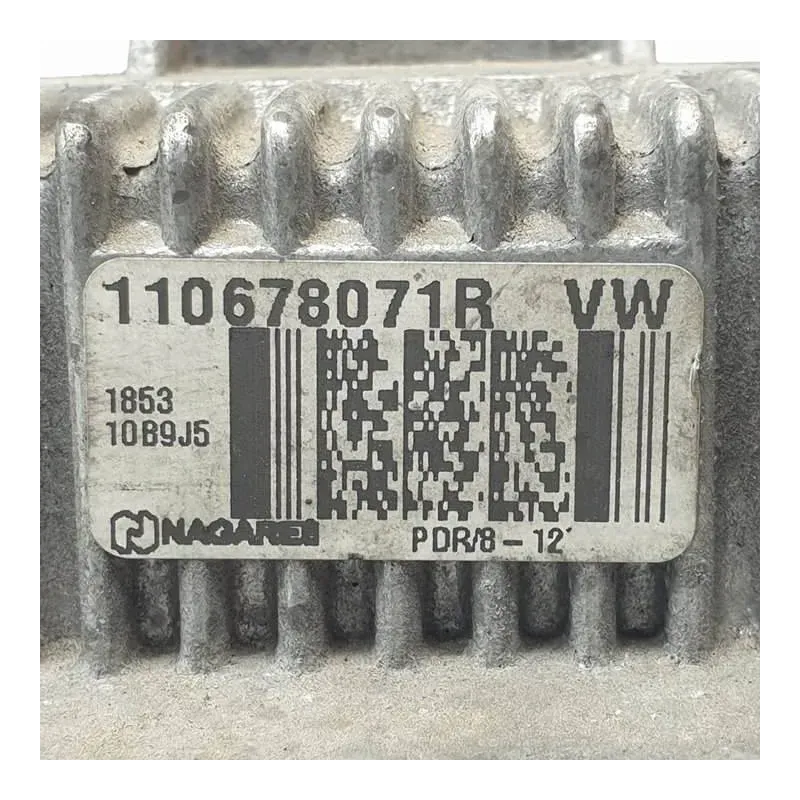 110678071R VW
1853
10B9J5
NAGARES
PDR/8-12